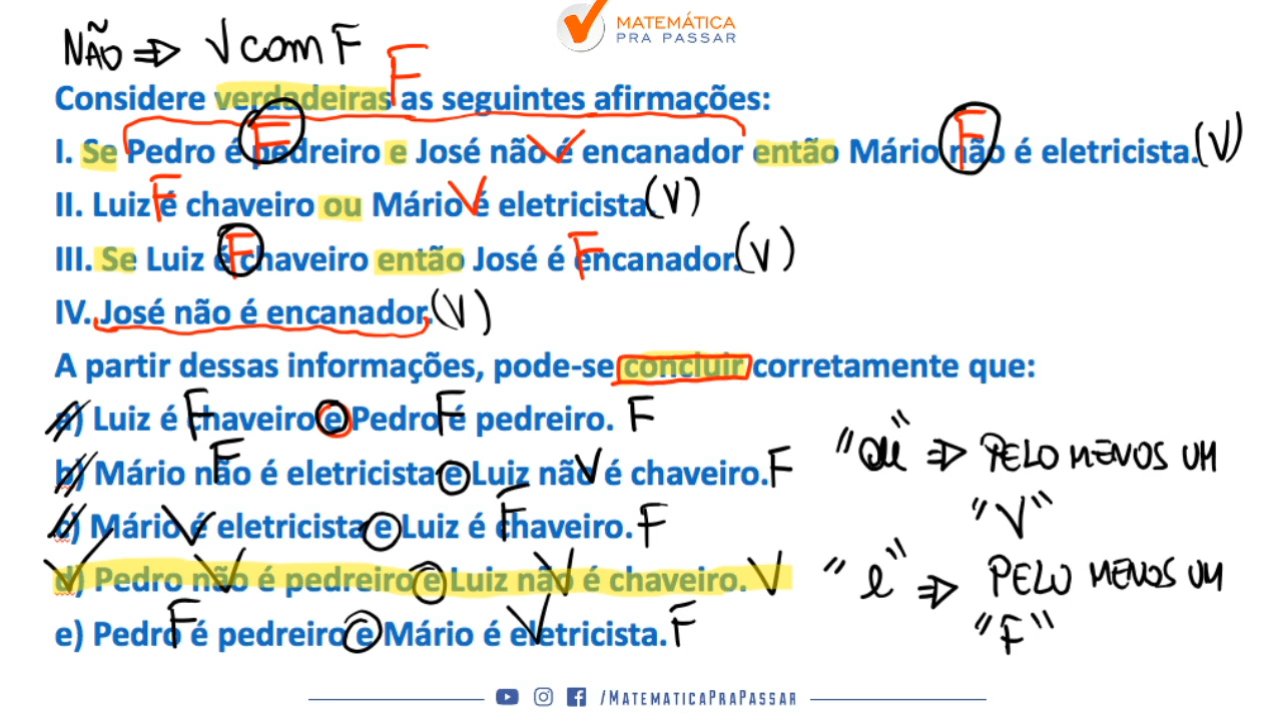 MATEMÁTICA
PRA PASSAR
NÃO => V com F
F
Considere verdadeiras as seguintes afirmações:
F V F
I. Se Pedro é pedreiro e José não é encanador então Mário não é eletricista. (V)
F V
II. Luiz é chaveiro ou Mário é eletricista. (V)
F F
III. Se Luiz é chaveiro então José é encanador. (V)
IV. José não é encanador. (V)
A partir dessas informações, pode-se concluir corretamente que:
F F
a) Luiz é chaveiro e Pedro é pedreiro. F
F V
b) Mário não é eletricista e Luiz não é chaveiro. F
V F
c) Mário é eletricista e Luiz é chaveiro. F
V V
d) Pedro não é pedreiro e Luiz não é chaveiro. V
F V
e) Pedro é pedreiro e Mário é eletricista. F
"ou" => PELO MENOS UM
"V"
"e" => PELO MENOS UM
"F"
/MATEMATICAPRAPASSAR